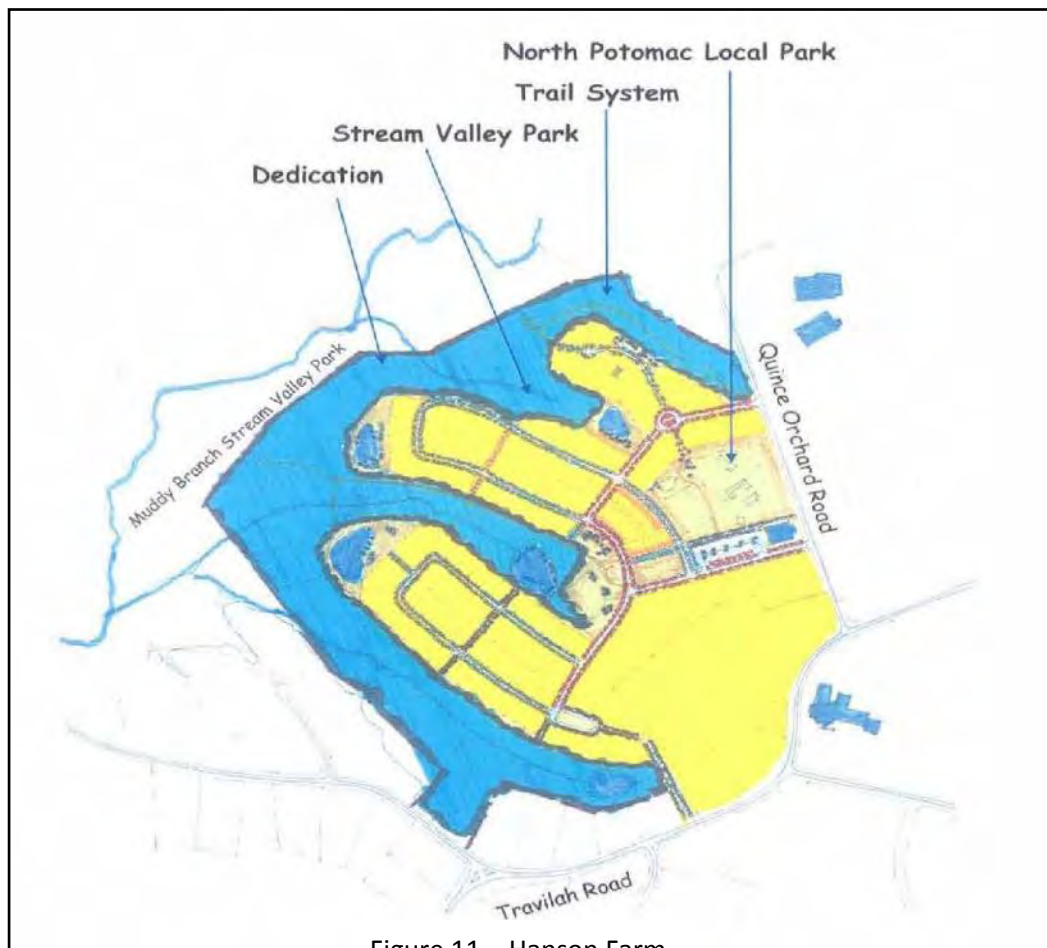 North Potomac Local Park
Trail System
Stream Valley Park
Dedication
Muddy Branch Stream Valley Park
Quince Orchard Road
Travilah Road
Figure 11 – Hanson Farm